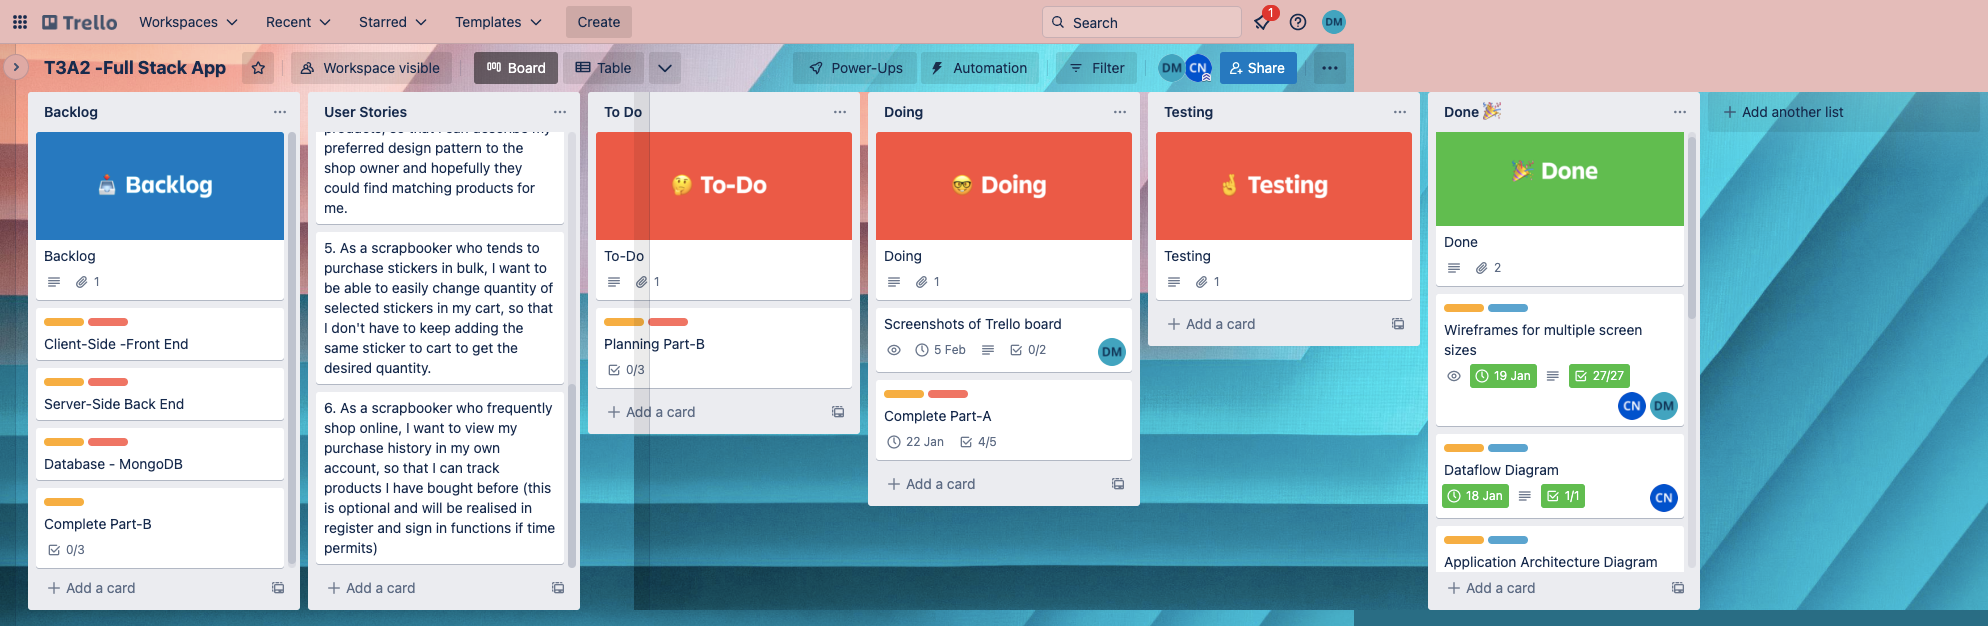 Trello
Workspaces
Recent
Starred
Templates
Create
Search
1
DM
T3A2 -Full Stack App
Workspace visible
Board
Table
Power-Ups
Automation
Filter
DM
CN
Share
Backlog
Backlog
Backlog
1
Client-Side -Front End
Server-Side Back End
Database - MongoDB
Complete Part-B
0/3
Add a card
User Stories
products, so that I can describe my
preferred design pattern to the
shop owner and hopefully they
could find matching products for
me.
5. As a scrapbooker who tends to
purchase stickers in bulk, I want to
be able to easily change quantity of
selected stickers in my cart, so that
I don't have to keep adding the
same sticker to cart to get the
desired quantity.
6. As a scrapbooker who frequently
shop online, I want to view my
purchase history in my own
account, so that I can track
products I have bought before (this
is optional and will be realised in
register and sign in functions if time
permits)
Add a card
To Do
To-Do
To-Do
1
Planning Part-B
0/3
Add a card
Doing
Doing
Doing
1
Screenshots of Trello board
5 Feb
0/2
DM
Complete Part-A
22 Jan
4/5
Add a card
Testing
Testing
Testing
1
Add a card
Done
Done
Done
2
Wireframes for multiple screen
sizes
19 Jan
27/27
CN
DM
Dataflow Diagram
18 Jan
1/1
CN
Application Architecture Diagram
Add a card
Add another list